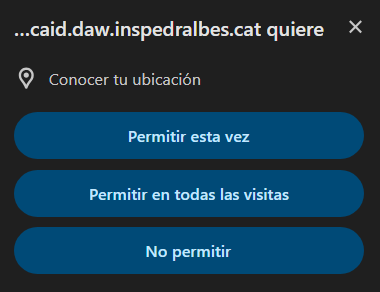 ...caid.daw.inspedralbes.cat quiere
Conocer tu ubicación
Permitir esta vez
Permitir en todas las visitas
No permitir